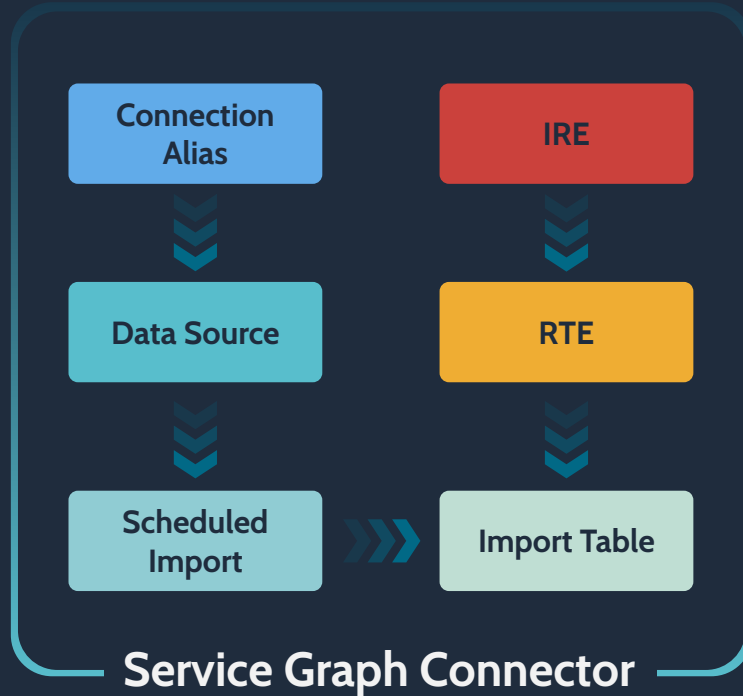 Connection
Alias
IRE
Data Source
RTE
Scheduled
Import
Import Table
Service Graph Connector